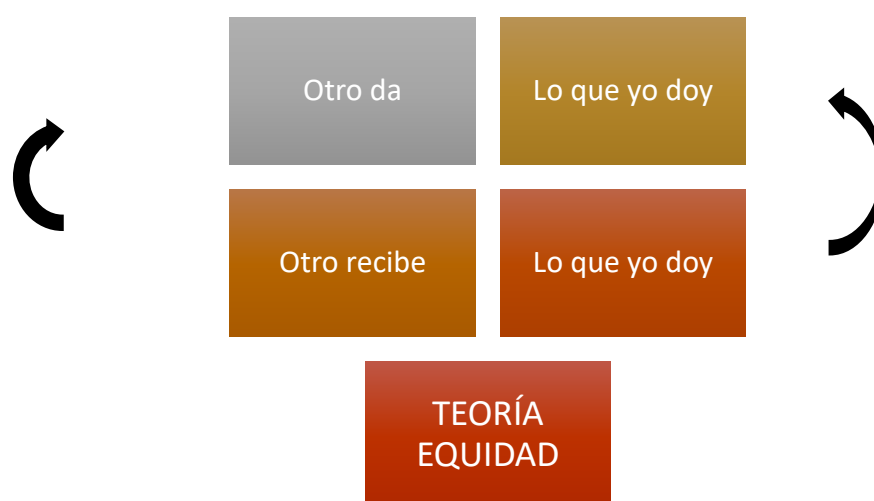 Otro da
Lo que yo doy
Otro recibe
Lo que yo doy
TEORÍA
EQUIDAD